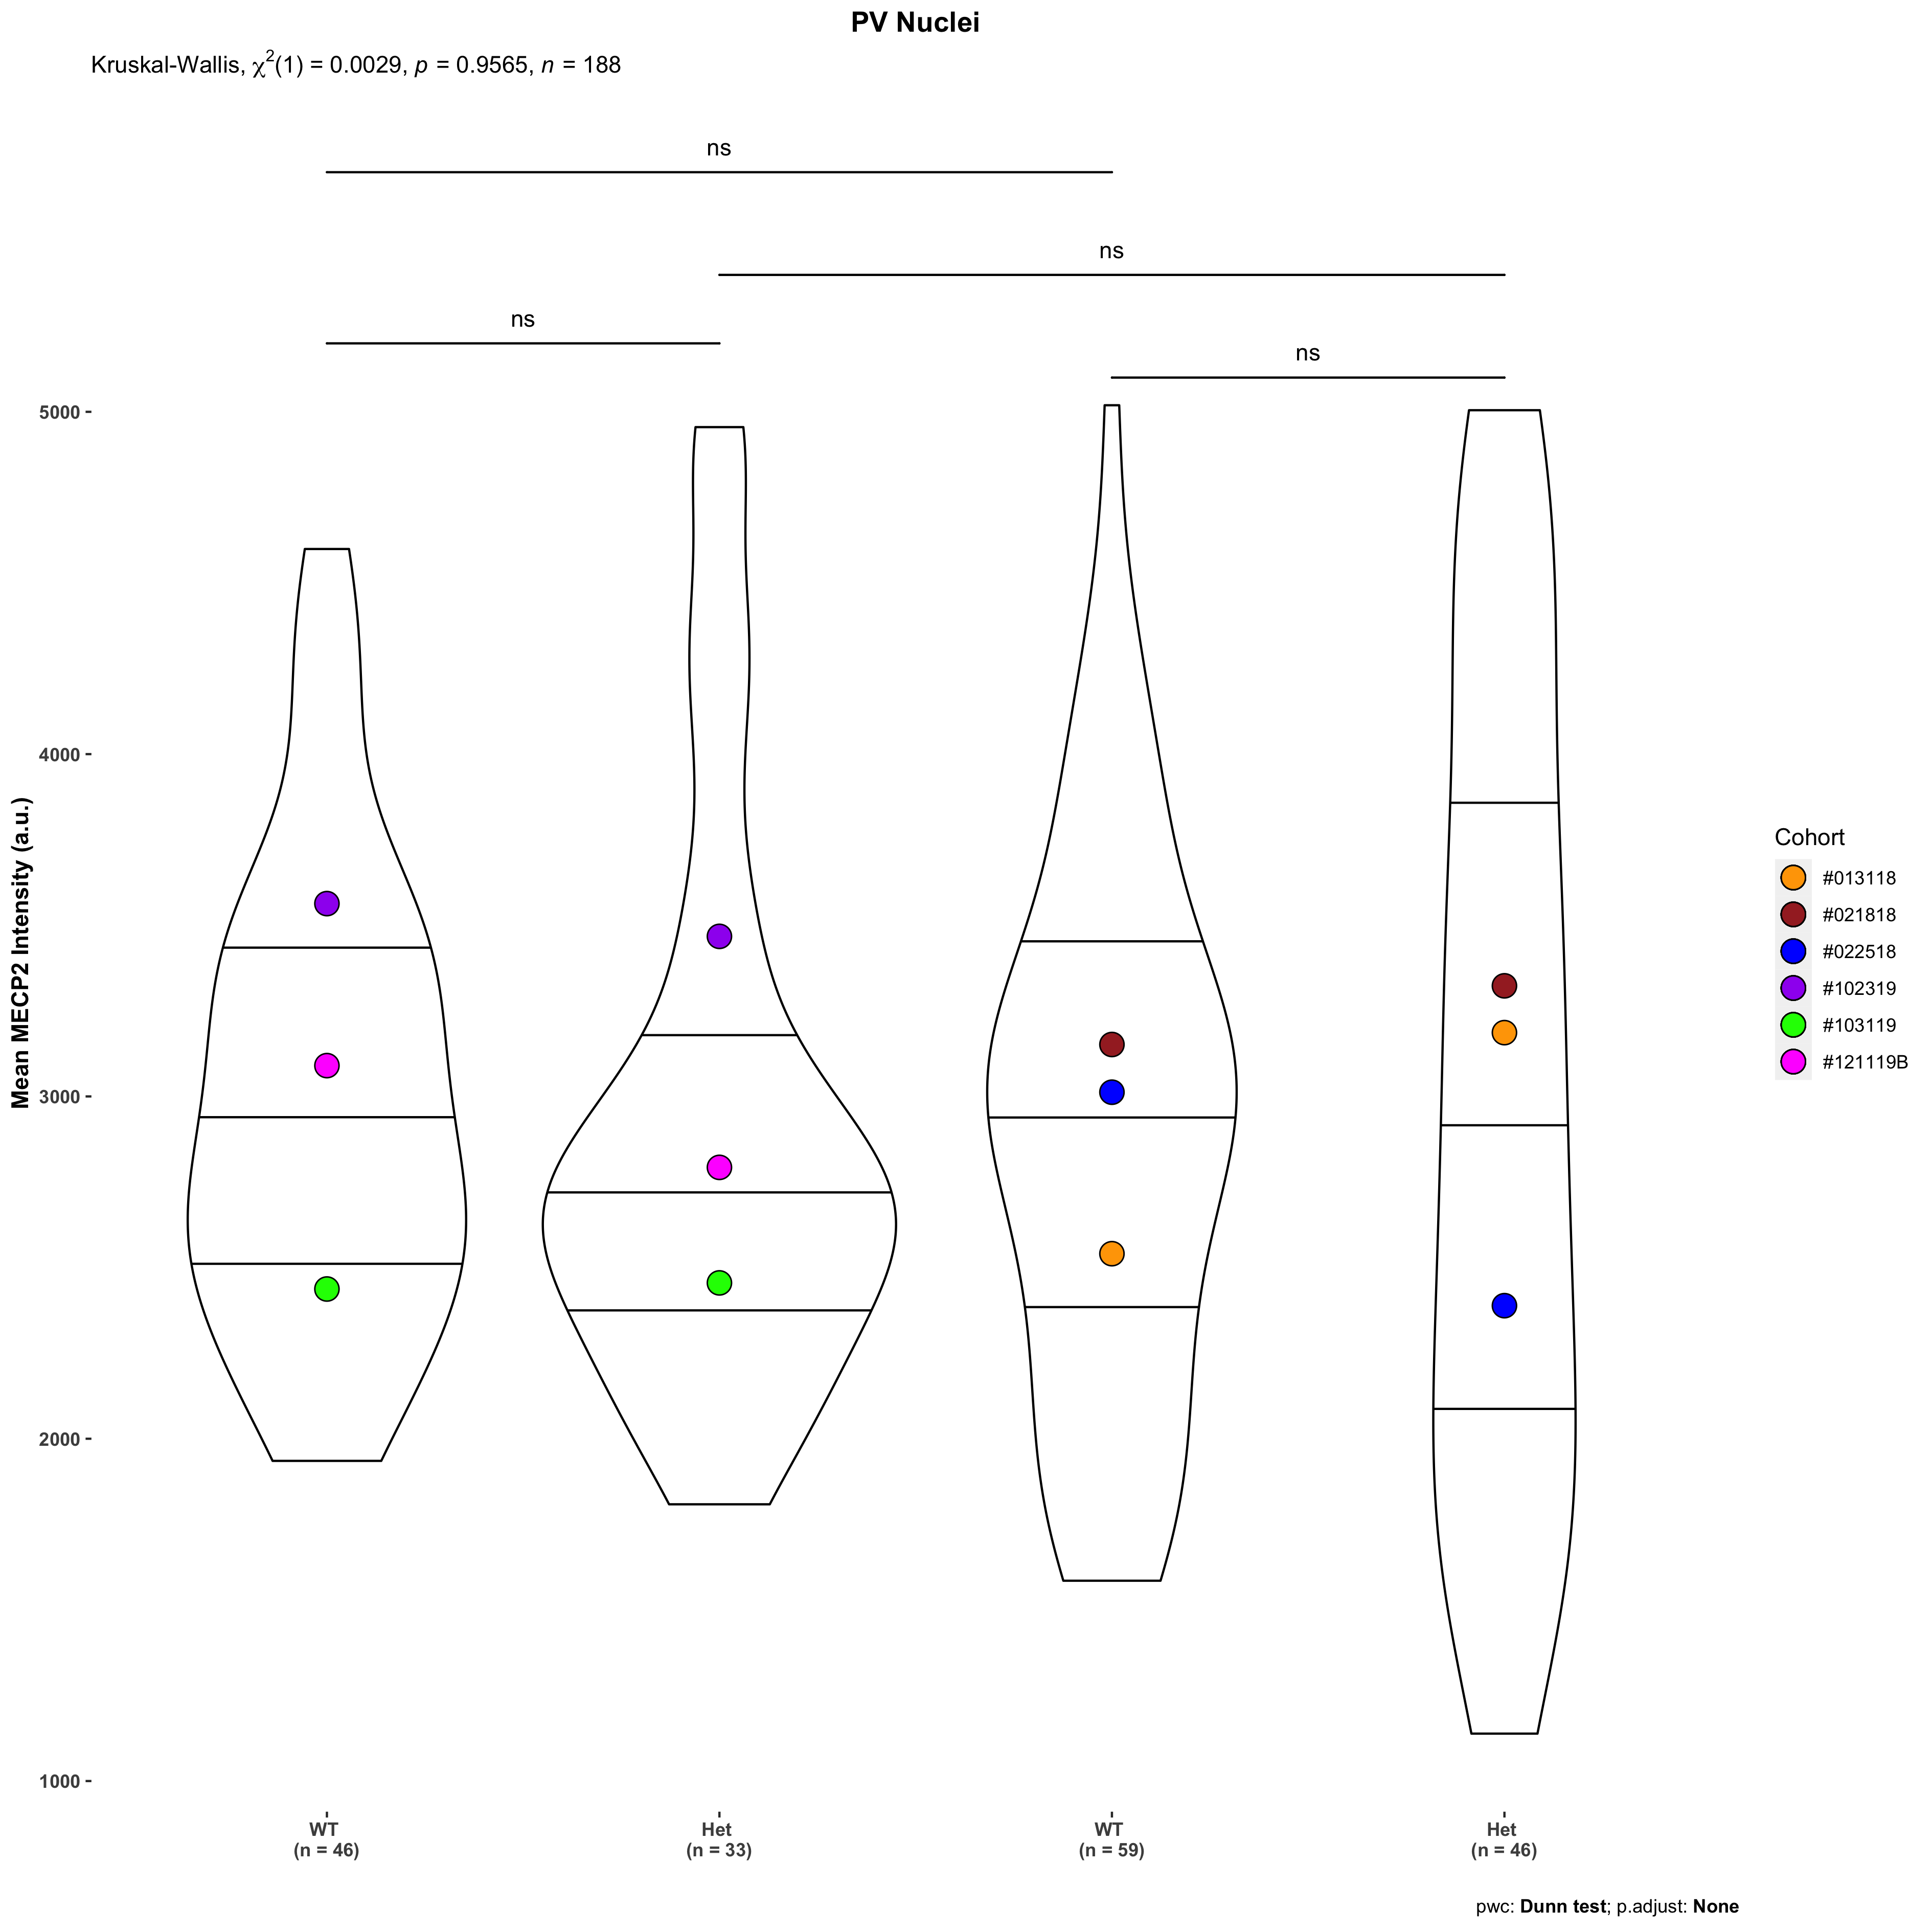 PV Nuclei
Kruskal-Wallis, χ²(1) = 0.0029, p = 0.9565, n = 188
ns
ns
ns
ns
5000
4000
3000
2000
1000
Mean MECP2 Intensity (a.u.)
WT
(n = 46)
Het
(n = 33)
WT
(n = 59)
Het
(n = 46)
Cohort
#013118
#021818
#022518
#102319
#103119
#121119B
pwc: Dunn test; p.adjust: None